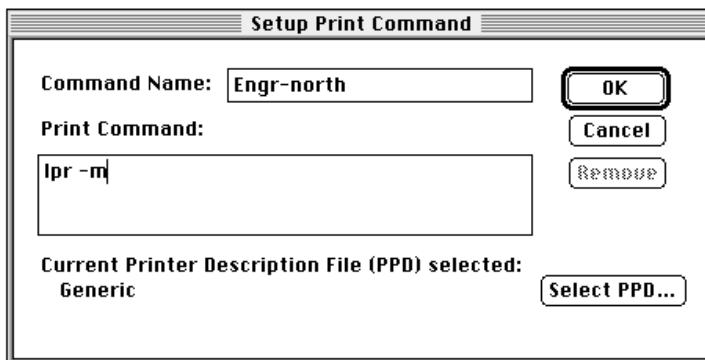 Setup Print Command
Command Name: Engr-north
OK
Print Command:
Cancel
lpr -m
Remove
Current Printer Description File (PPD) selected:
Generic
Select PPD...